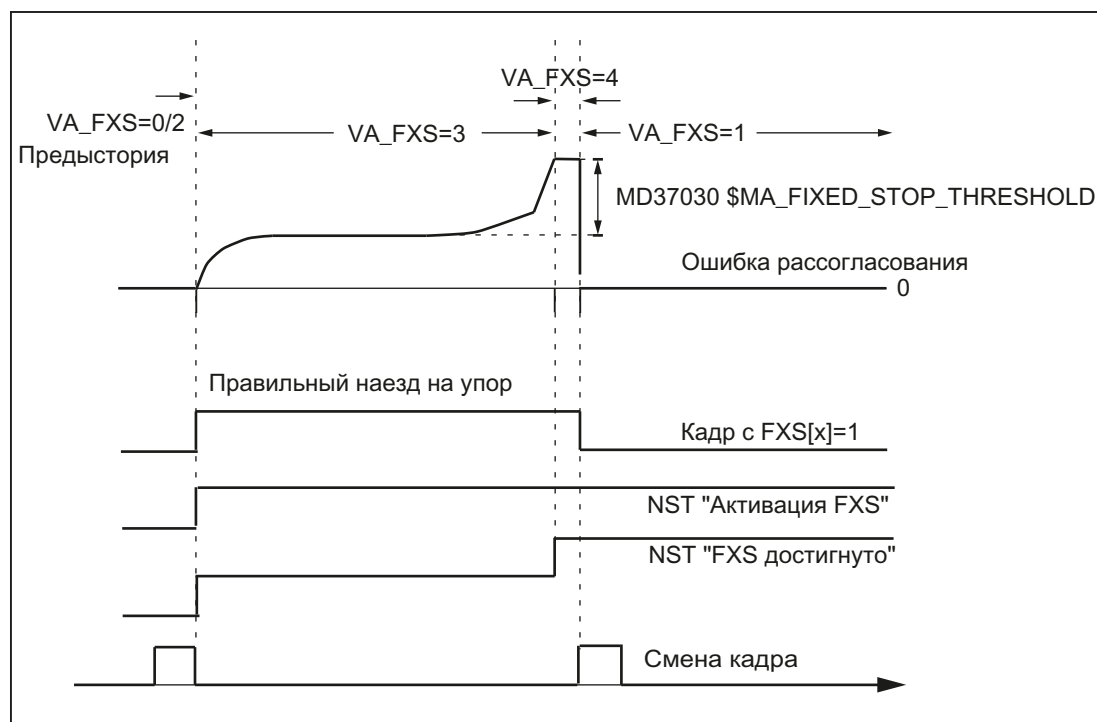 VA_FXS=4
VA_FXS=0/2
VA_FXS=3
VA_FXS=1
Предыстория
MD37030 $MA_FIXED_STOP_THRESHOLD
Ошибка рассогласования
0
Правильный наезд на упор
Кадр с FXS[x]=1
NST "Активация FXS"
NST "FXS достигнуто"
Смена кадра